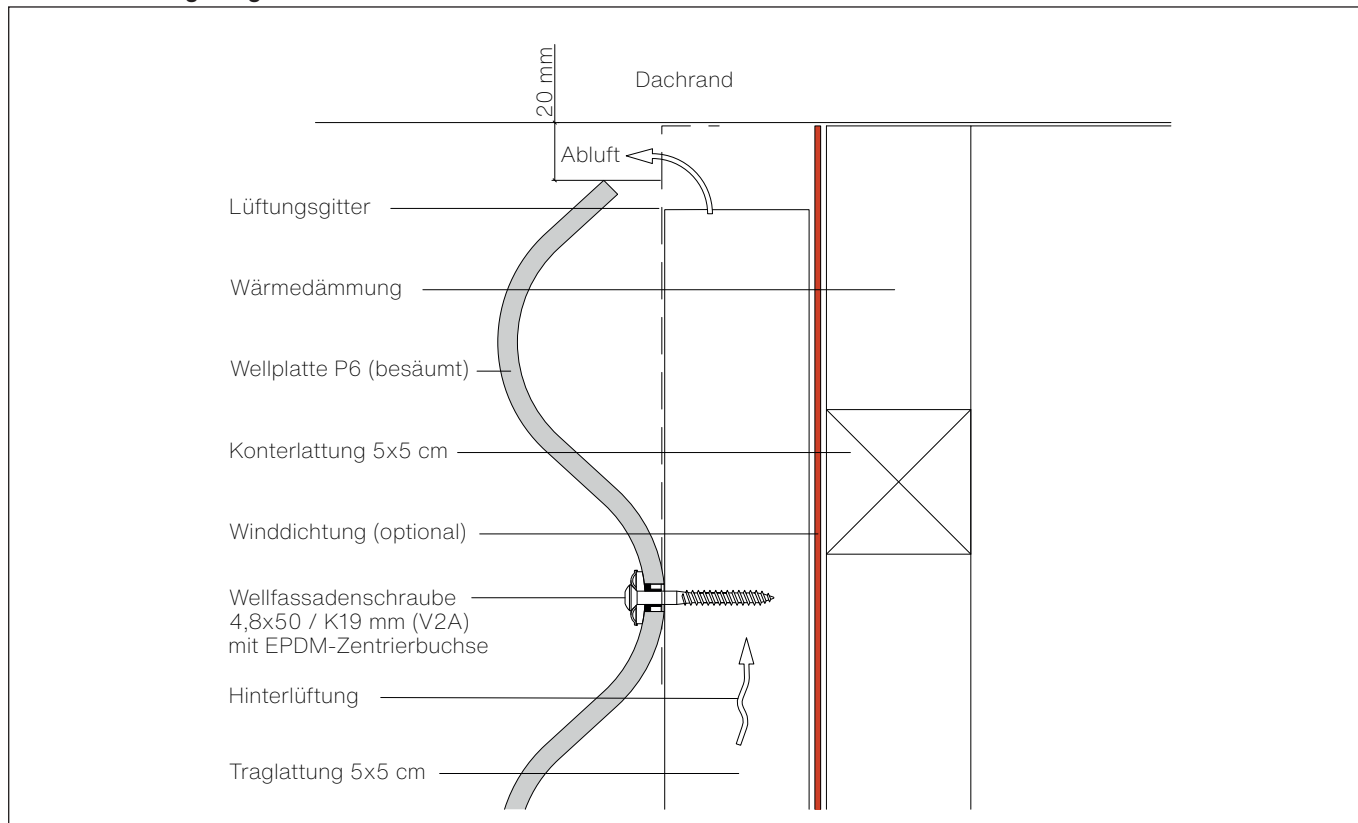 20 mm
Dachrand
Abluft
Lüftungsgitter
Wärmedämmung
Wellplatte P6 (besäumt)
Konterlattung 5x5 cm
Winddichtung (optional)
Wellfassadenschraube
4,8x50 / K19 mm (V2A)
mit EPDM-Zentrierbuchse
Hinterlüftung
Traglattung 5x5 cm